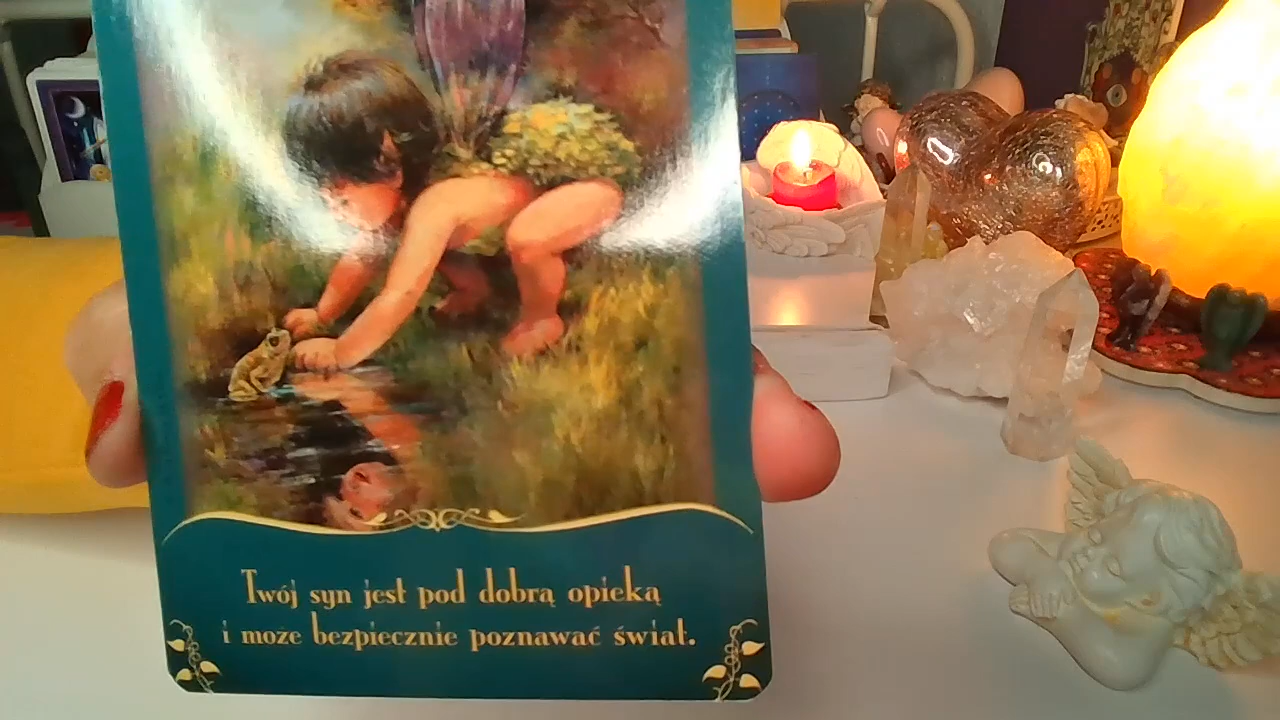 Twój syn jest pod dobrą opieką
i może bezpiecznie poznawać świat.